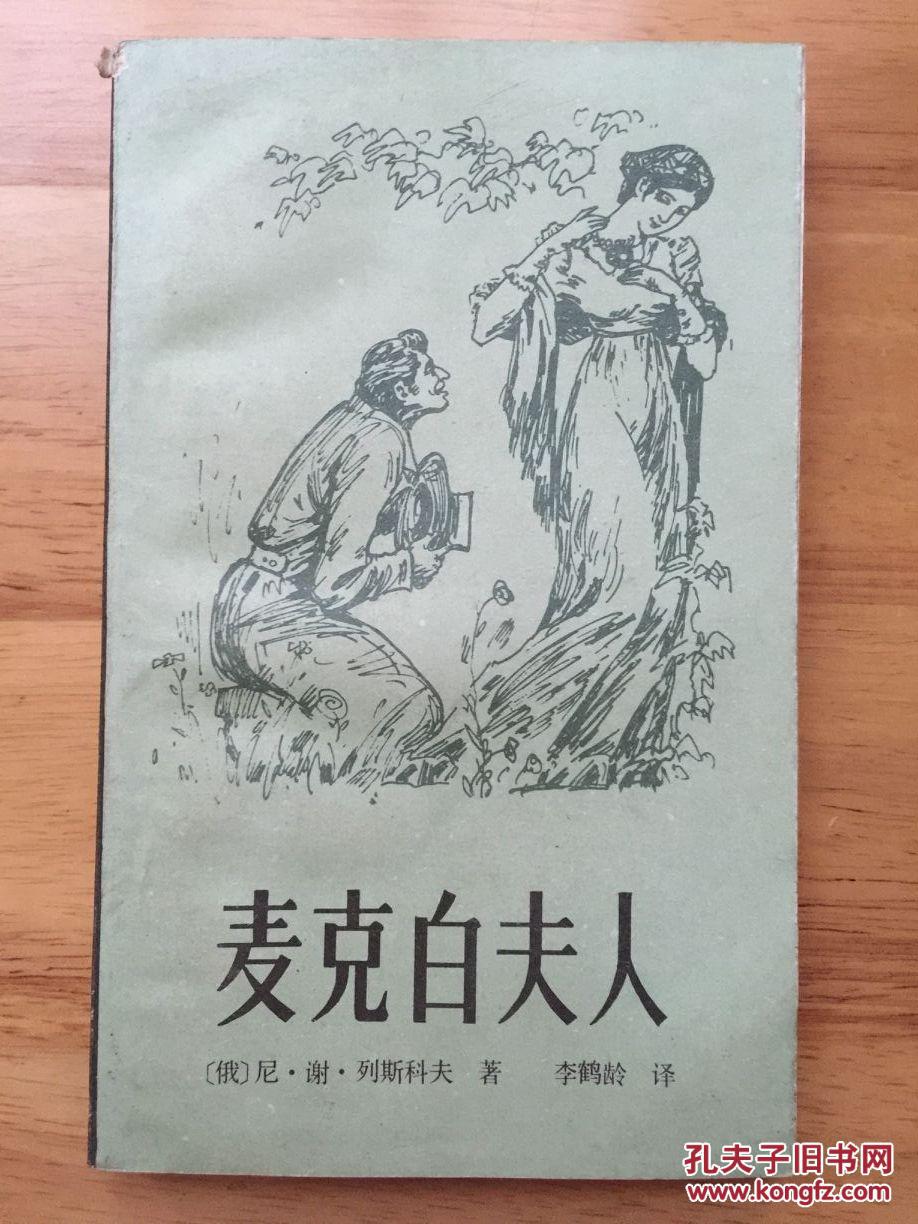 麦克白夫人
〔俄〕尼·谢·列斯科夫 著 李鹤龄 译
孔夫子旧书网
www.kongfz.com